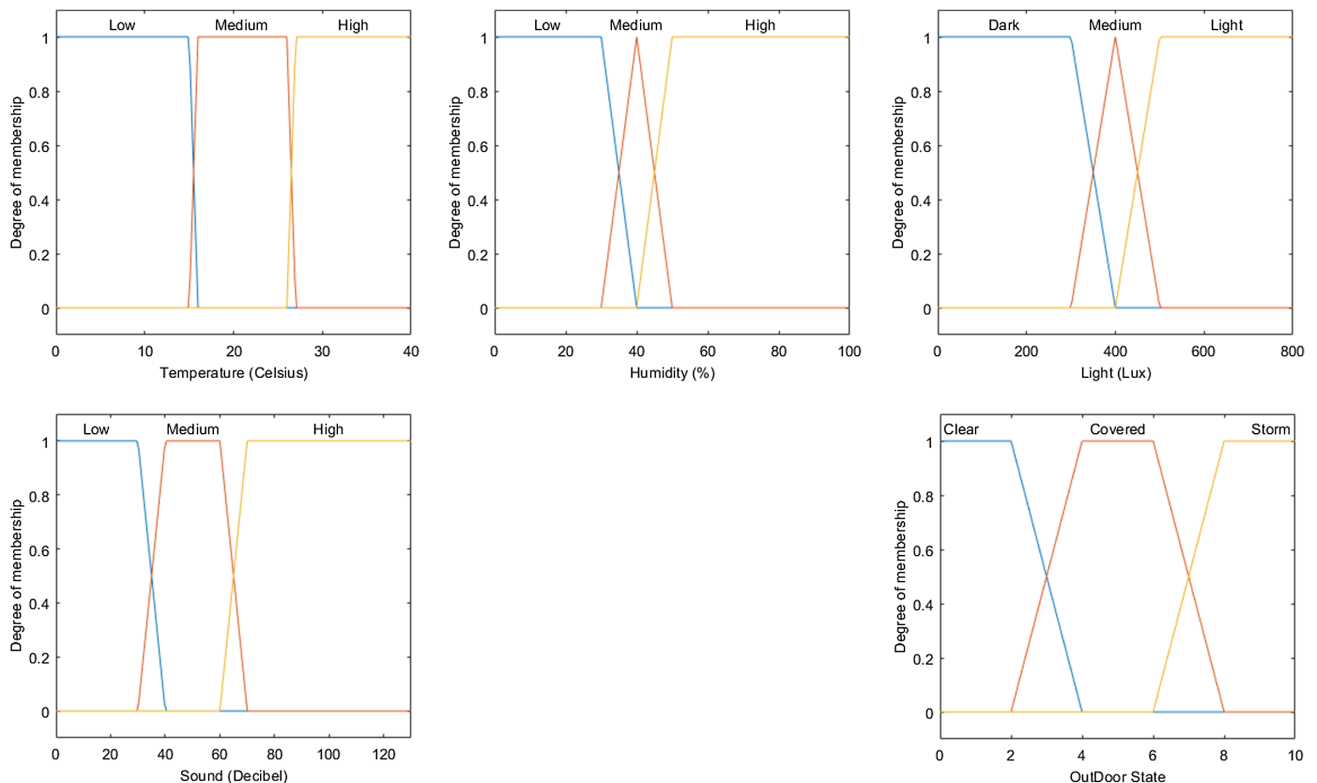 Low Medium High
1
0.8
0.6
0.4
0.2
0
Degree of membership
0 10 20 30 40
Temperature (Celsius)
Low Medium High
1
0.8
0.6
0.4
0.2
0
Degree of membership
0 20 40 60 80 100
Humidity (%)
Dark Medium Light
1
0.8
0.6
0.4
0.2
0
Degree of membership
0 200 400 600 800
Light (Lux)
Low Medium High
1
0.8
0.6
0.4
0.2
0
Degree of membership
0 20 40 60 80 100 120
Sound (Decibel)
Clear Covered Storm
1
0.8
0.6
0.4
0.2
0
Degree of membership
0 2 4 6 8 10
OutDoor State